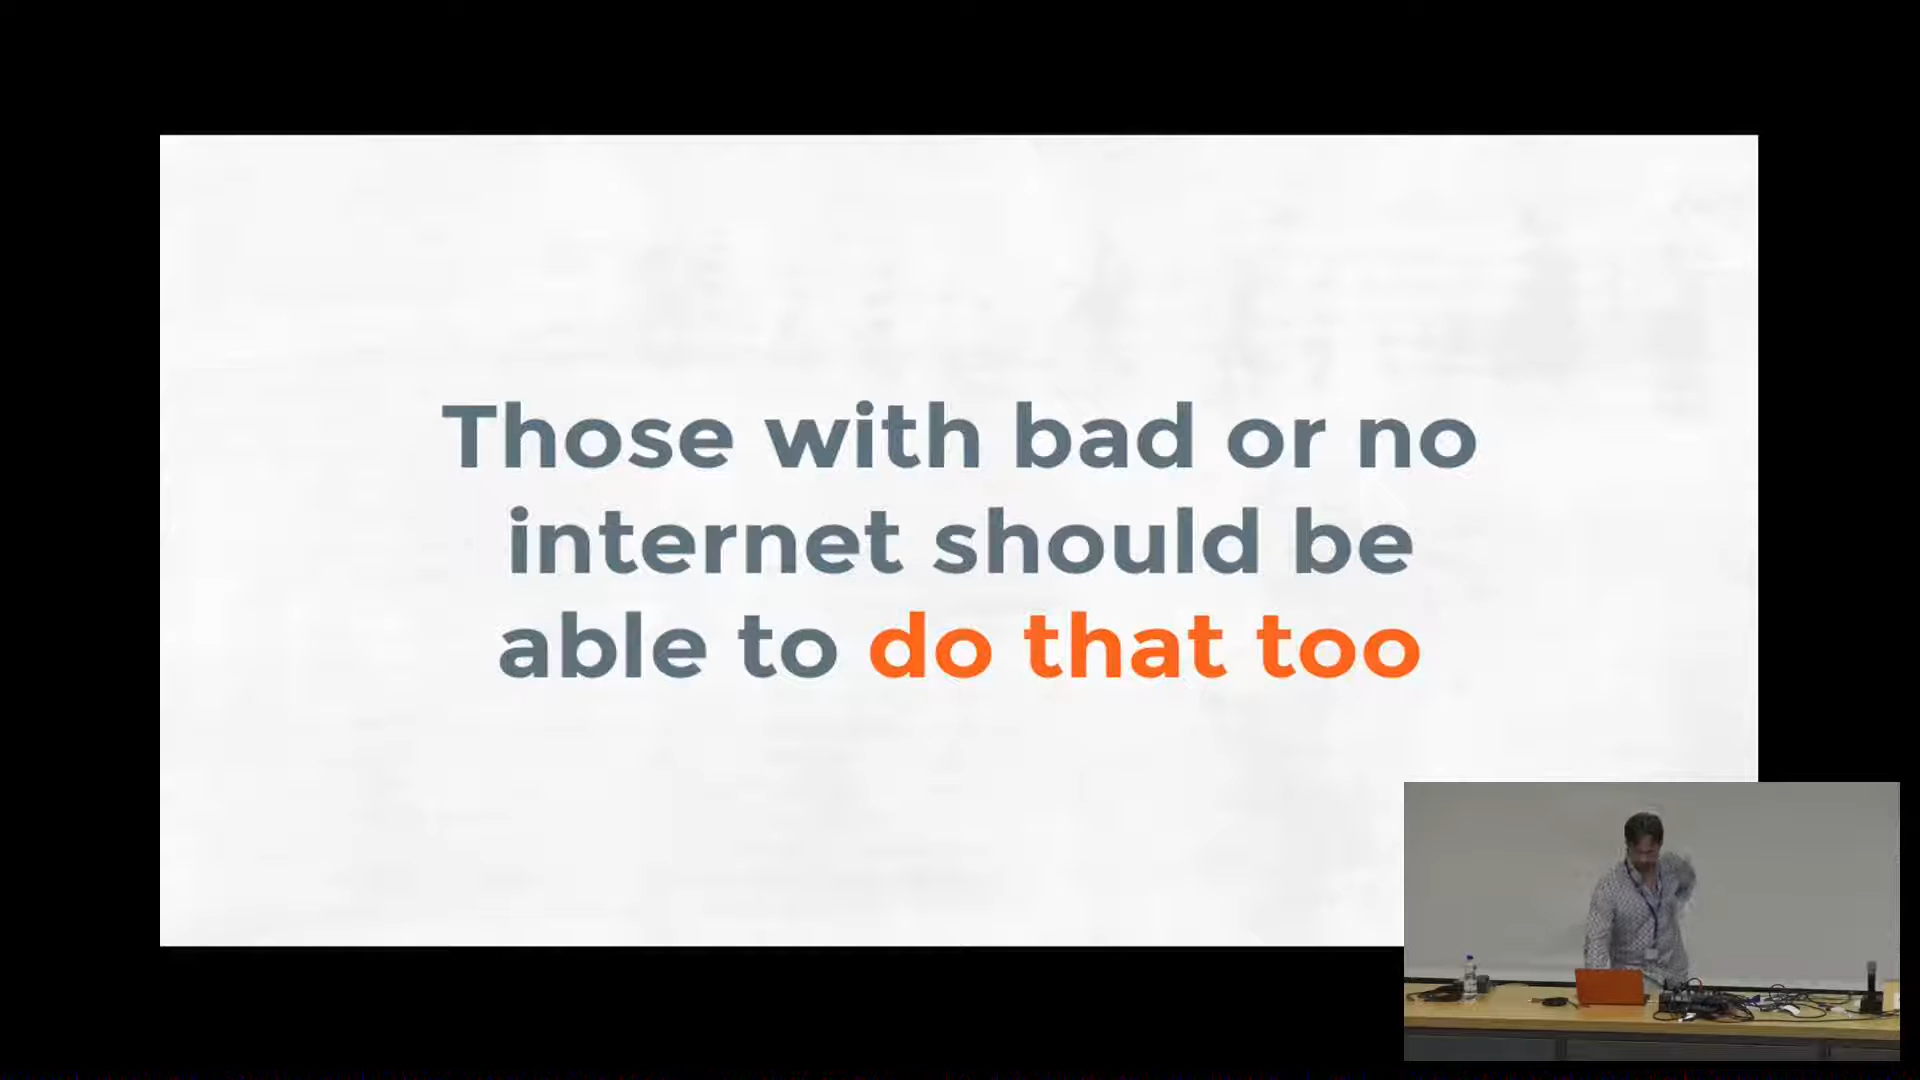 Those with bad or no
internet should be
able to do that too